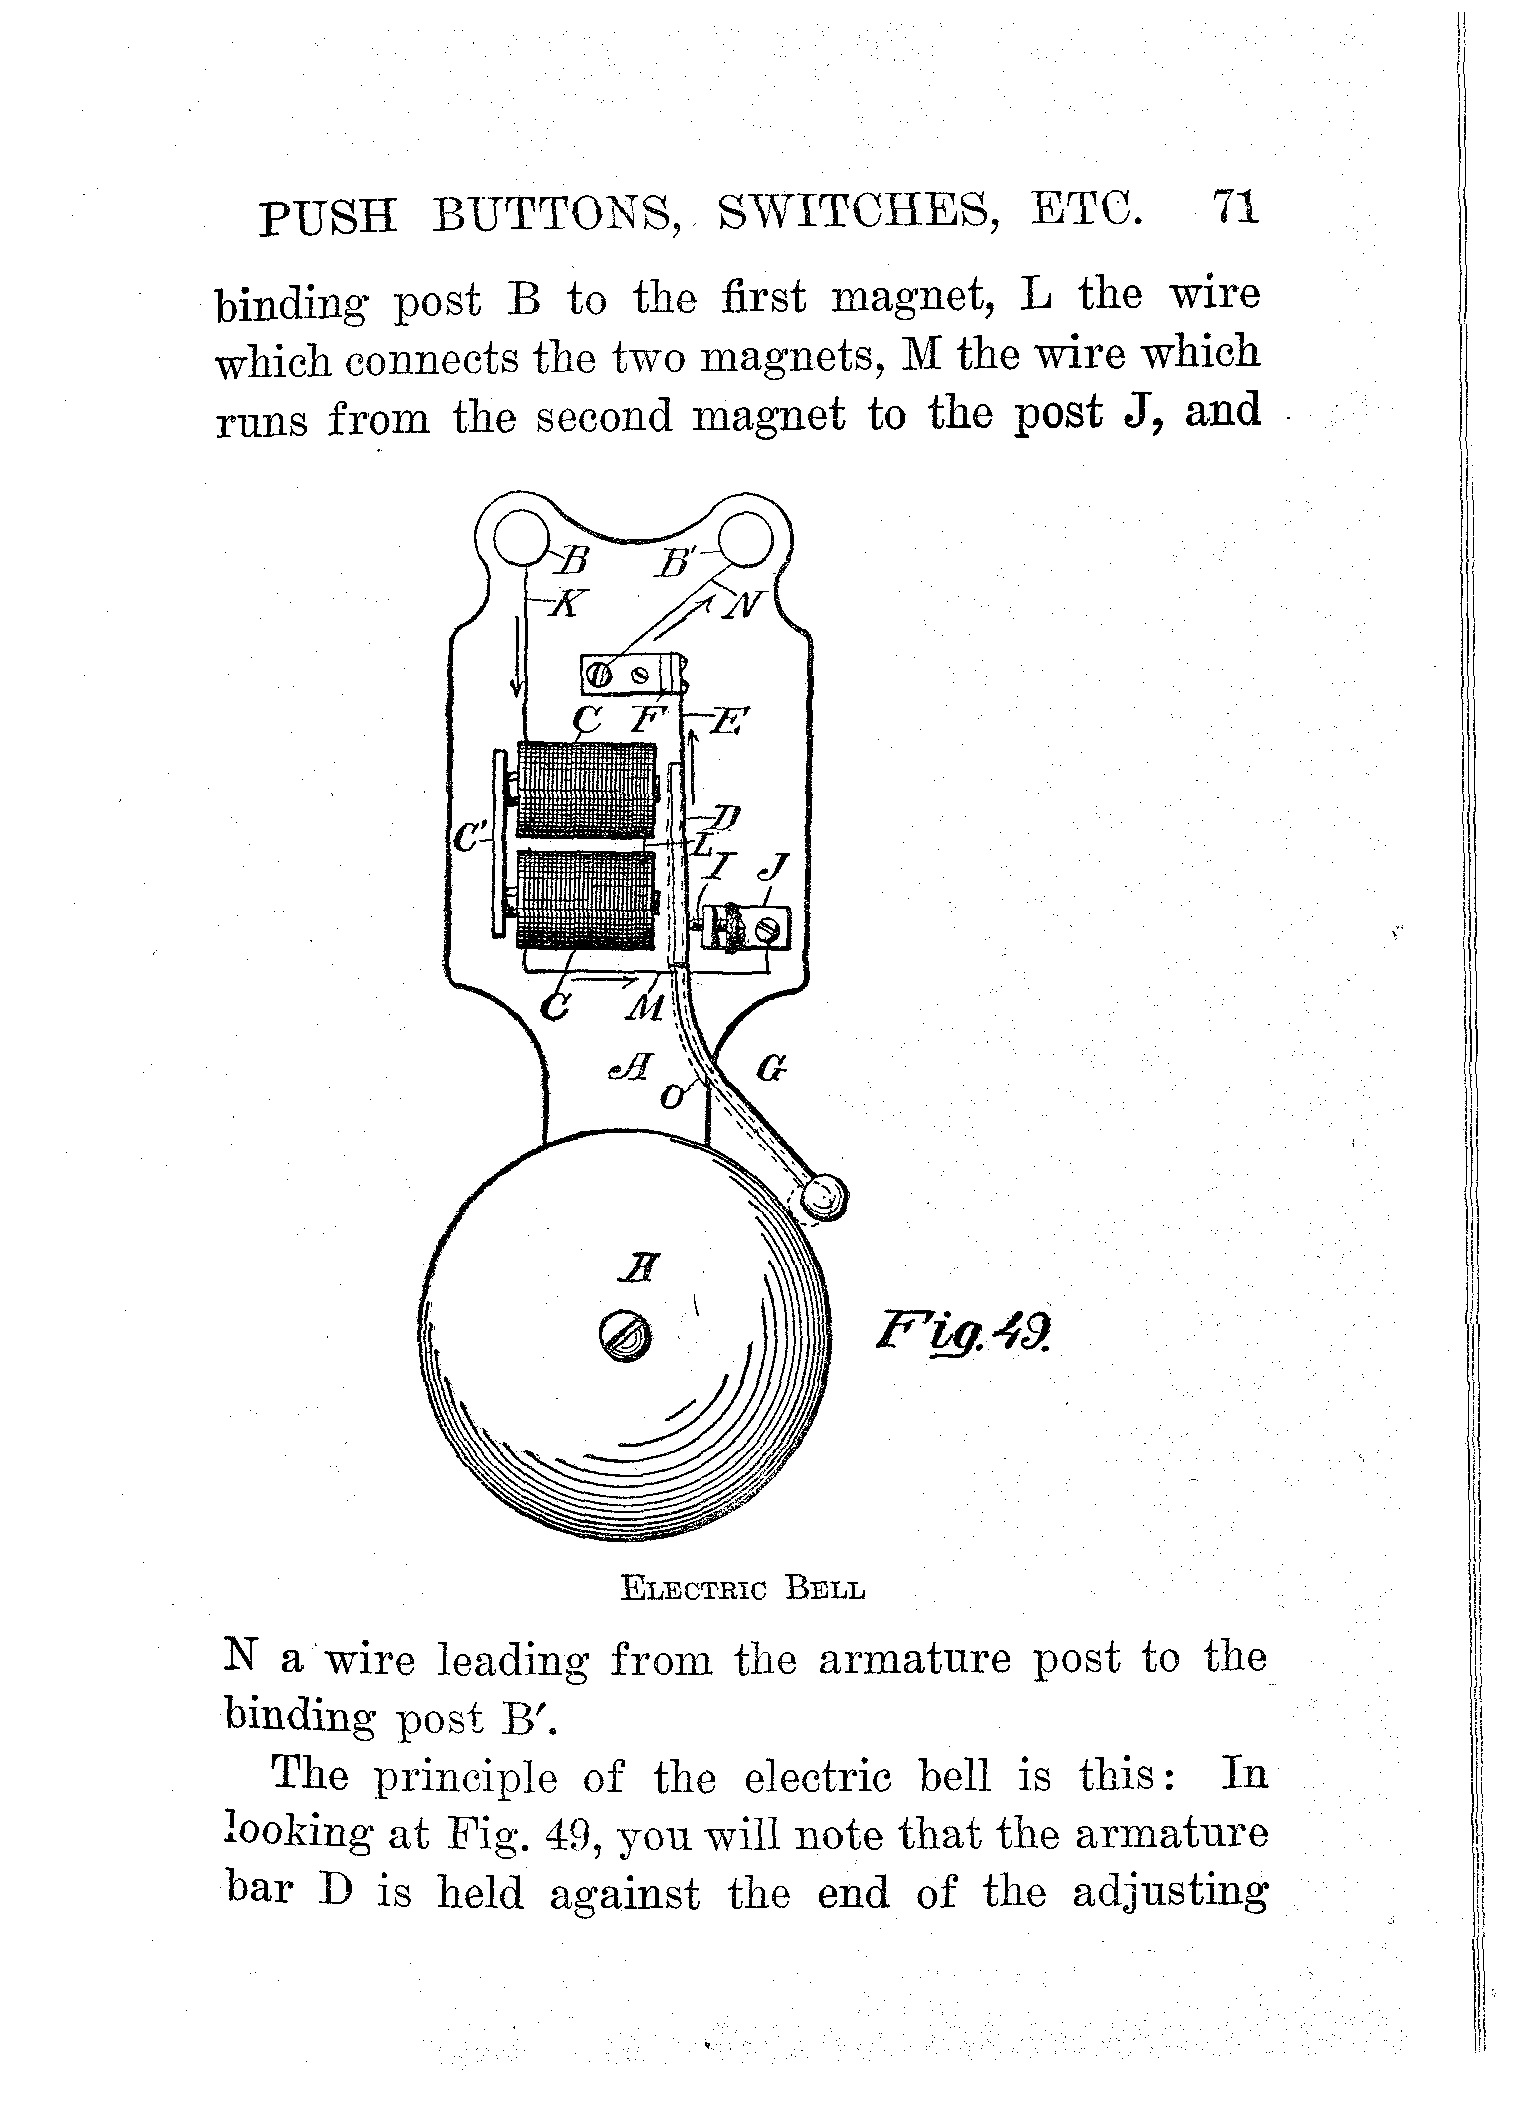 PUSH BUTTONS, SWITCHES, ETC. 71
binding post B to the first magnet, L the wire
which connects the two magnets, M the wire which
runs from the second magnet to the post J, and
B B'
K N
C F E
D
C' L
I J
C M
A G
O
H
Fig. 49.
ELECTRIC BELL
N a wire leading from the armature post to the
binding post B'.
The principle of the electric bell is this: In
looking at Fig. 49, you will note that the armature
bar D is held against the end of the adjusting